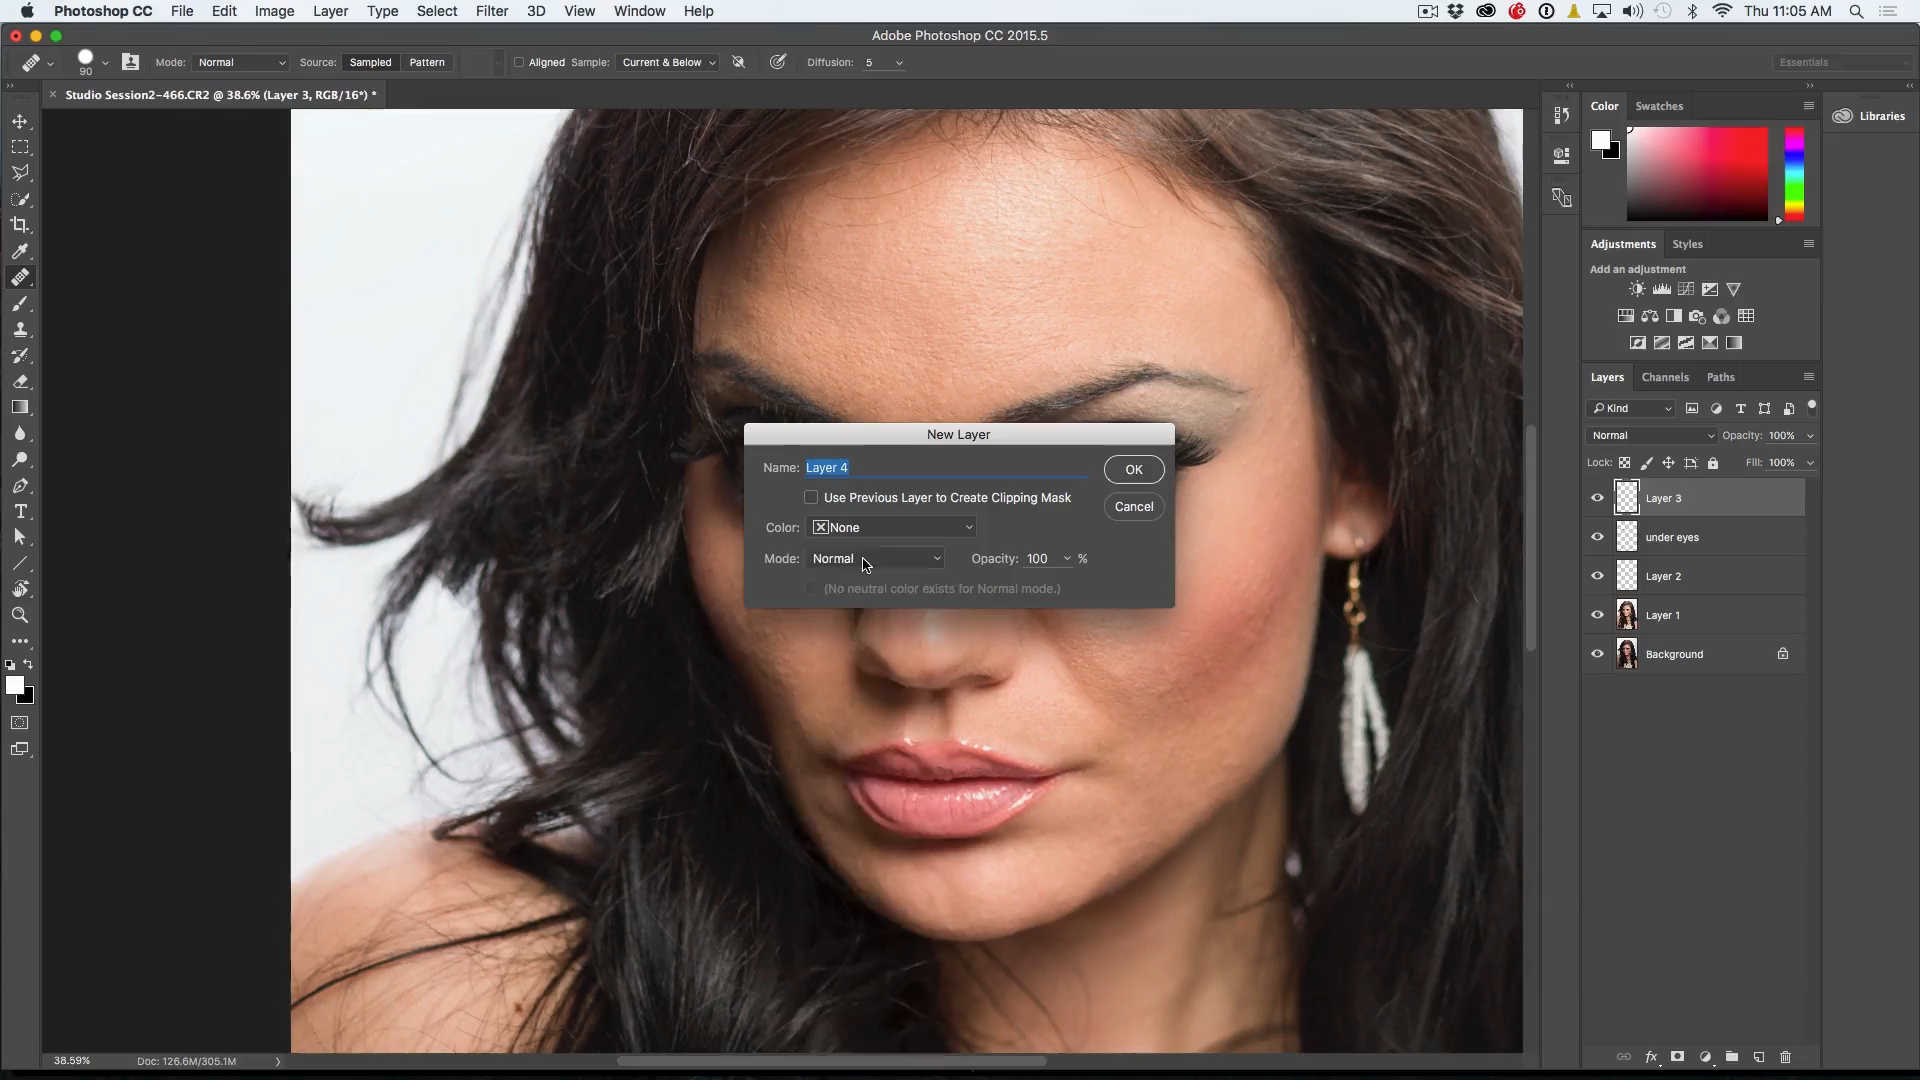 Photoshop CC File Edit Image Layer Type Select Filter 3D View Window Help
Thu 11:05 AM
Adobe Photoshop CC 2015.5
90
Mode: Normal Source: Sampled Pattern Aligned Sample: Current & Below Diffusion: 5
Essentials
Studio Session2-466.CR2 @ 38.6% (Layer 3, RGB/16*) *
Color Swatches
Libraries
Adjustments Styles
Add an adjustment
Layers Channels Paths
Kind
Normal Opacity: 100%
Lock: Fill: 100%
Layer 3
under eyes
Layer 2
Layer 1
Background
New Layer
Name: Layer 4
OK
Use Previous Layer to Create Clipping Mask
Cancel
Color: None
Mode: Normal Opacity: 100 %
(No neutral color exists for Normal mode.)
38.59% Doc: 126.6M/305.1M
fx